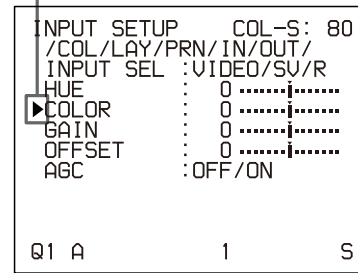 INPUT SETUP COL-S: 80
/COL/LAY/PRN/IN/OUT/
INPUT SEL :VIDEO/SV/R
HUE : 0
COLOR : 0
GAIN : 0
OFFSET : 0
AGC :OFF/ON
Q1 A 1 S